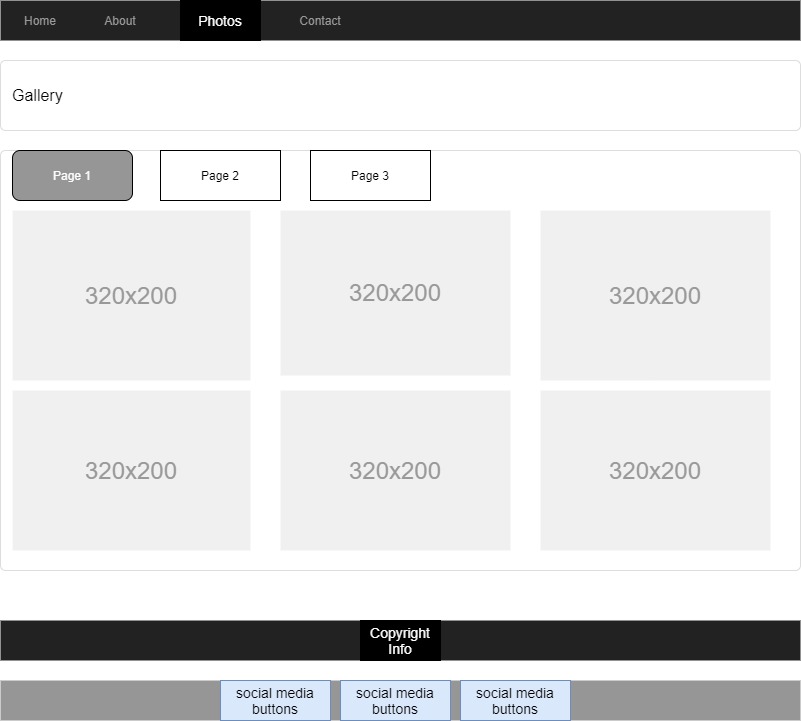 Home About Photos Contact
Gallery
Page 1 Page 2 Page 3
320x200 320x200 320x200
320x200 320x200 320x200
Copyright
Info
social media social media social media
buttons buttons buttons